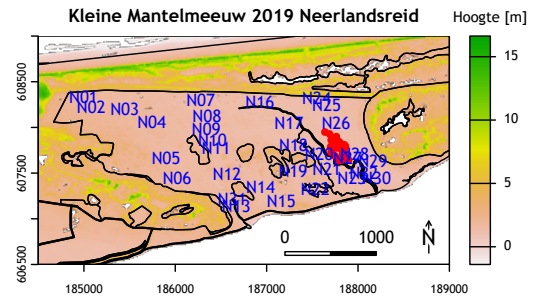 Kleine Mantelmeeuw 2019 Neerlandsreid
Hoogte [m]
15
10
5
0
608500
607500
606500
185000 186000 187000 188000 189000
N01
N02
N03
N04
N05
N06
N07
N08
N09
N10
N11
N12
N13
N14
N15
N16
N17
N18
N19
N22
N24
N25
N26
N28
N29
N30
0 1000
N